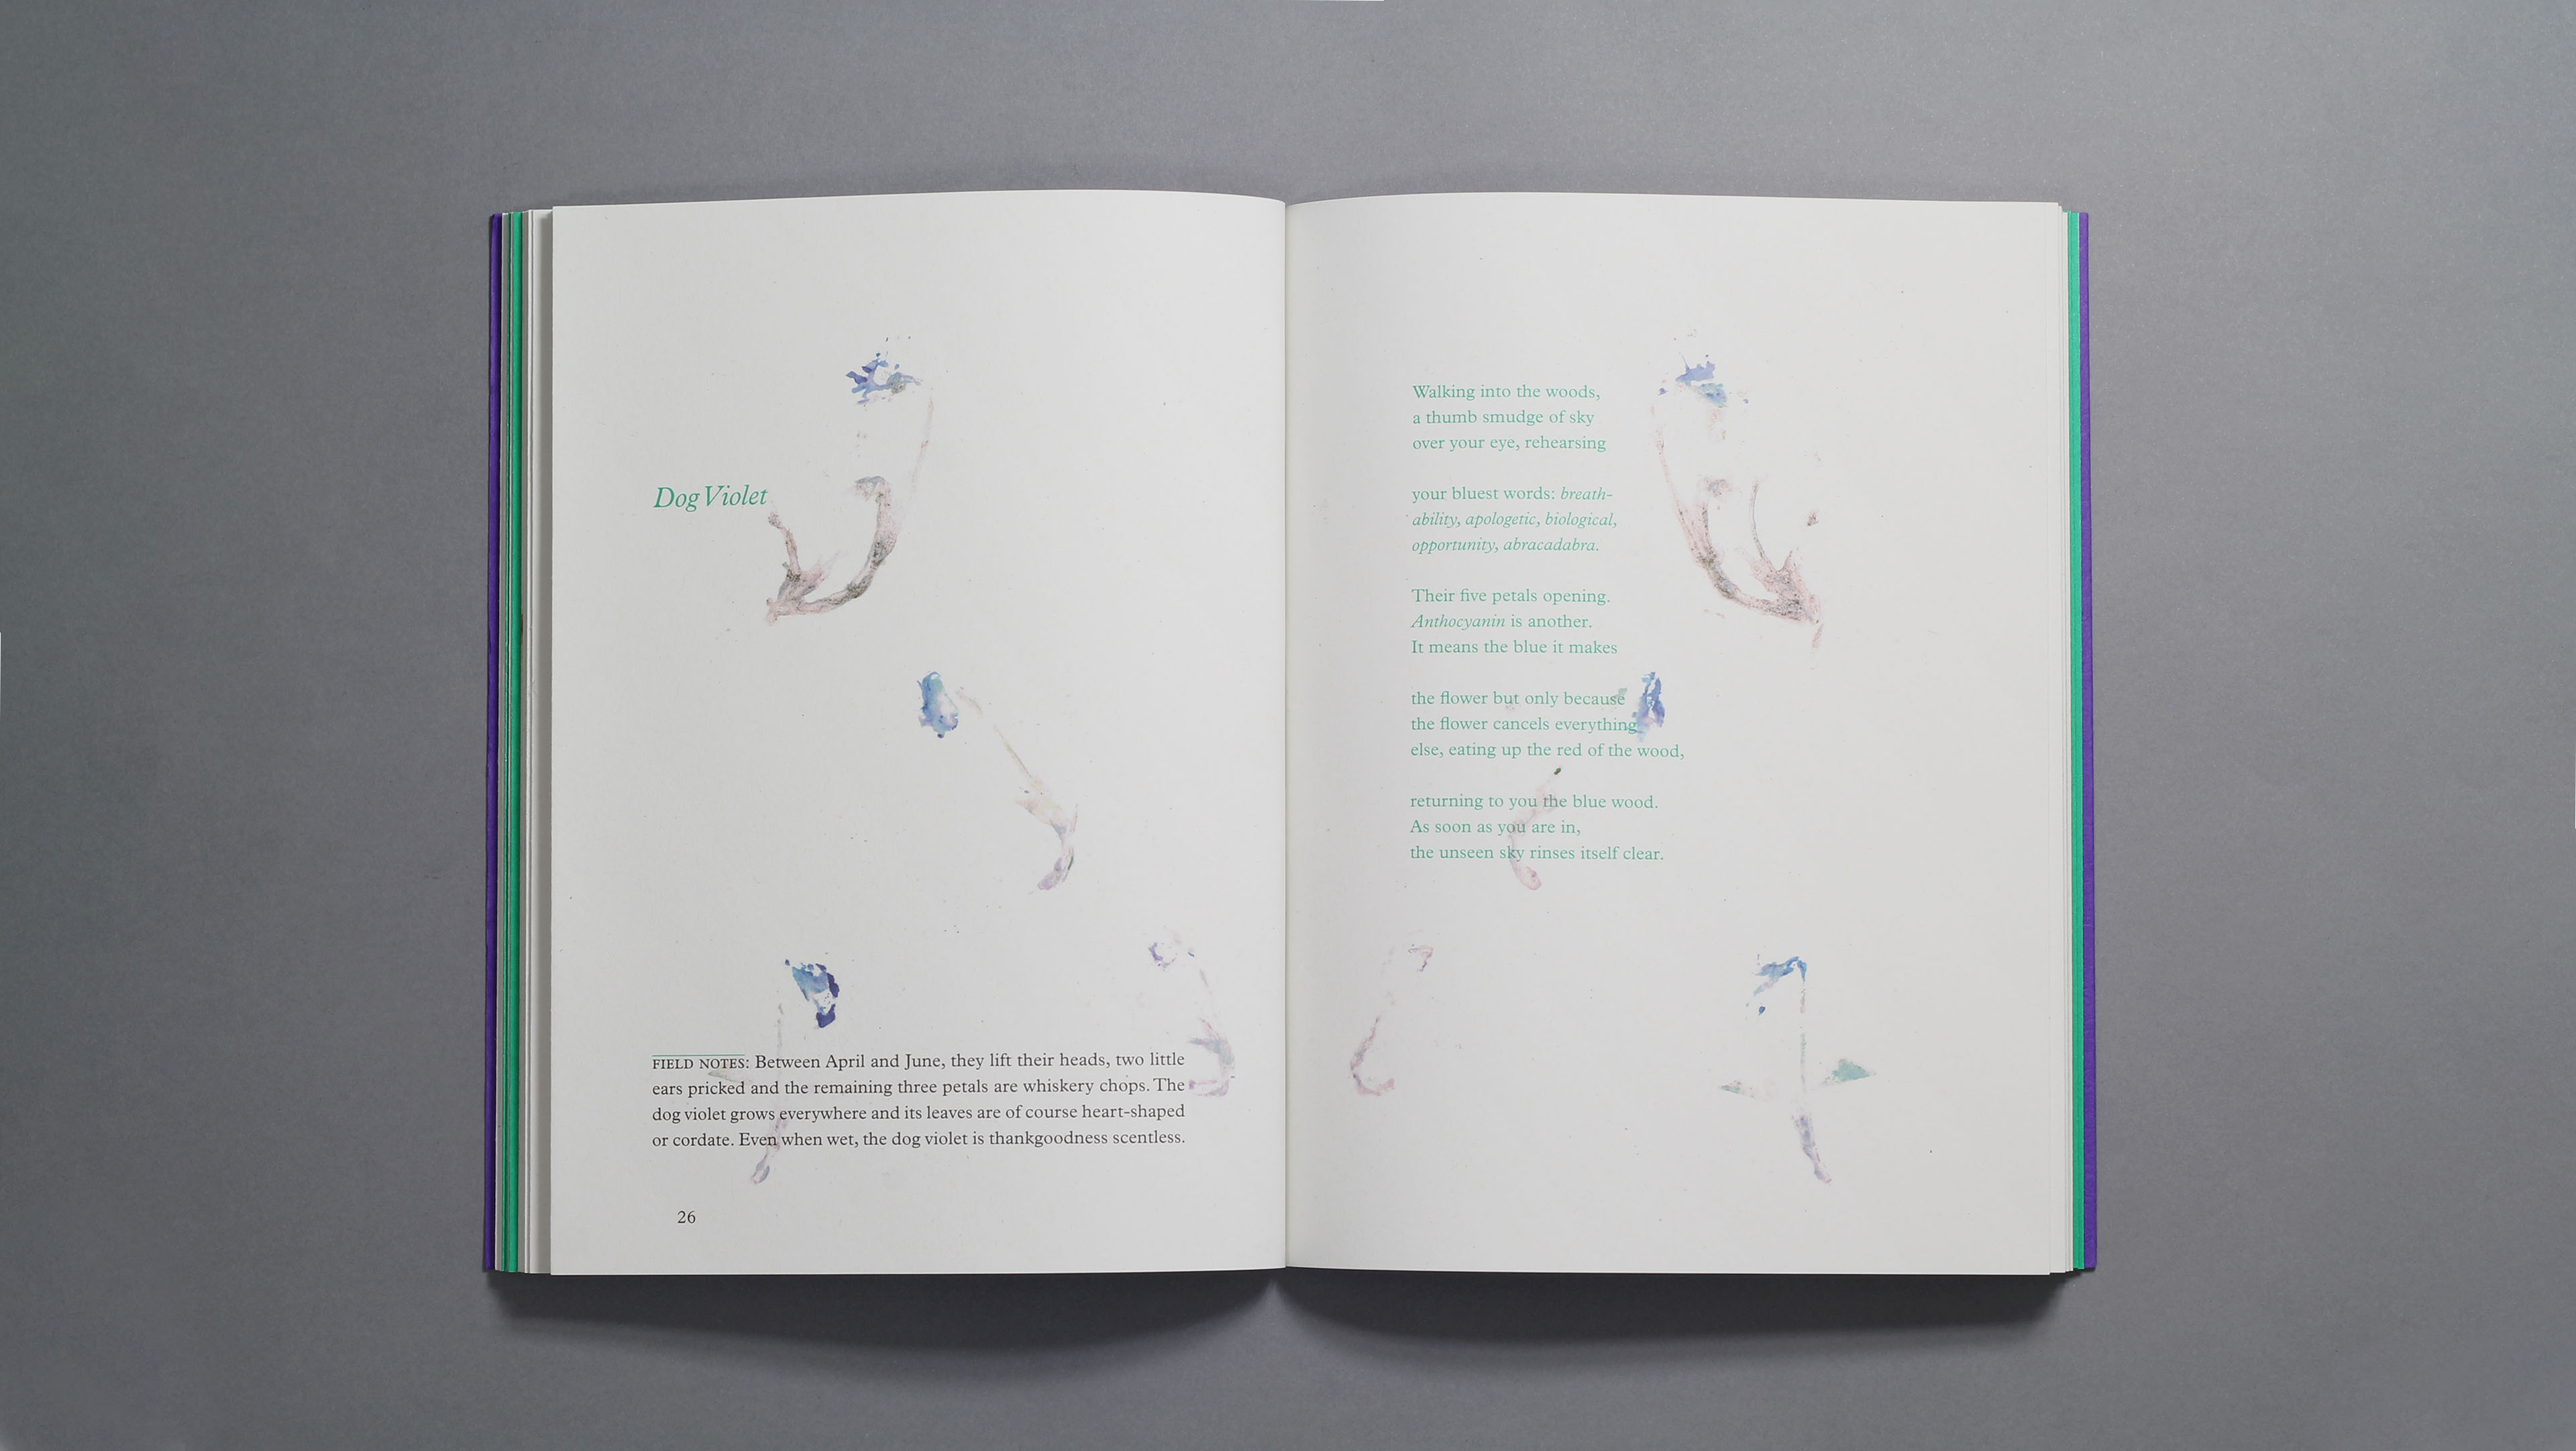 Dog Violet
FIELD NOTES: Between April and June, they lift their heads, two little
ears pricked and the remaining three petals are whiskery chops. The
dog violet grows everywhere and its leaves are of course heart-shaped
or cordate. Even when wet, the dog violet is thankgoodness scentless.
26
Walking into the woods,
a thumb smudge of sky
over your eye, rehearsing
your bluest words: breath-
ability, apologetic, biological,
opportunity, abracadabra.
Their five petals opening.
Anthocyanin is another.
It means the blue it makes
the flower but only because
the flower cancels everything
else, eating up the red of the wood,
returning to you the blue wood.
As soon as you are in,
the unseen sky rinses itself clear.